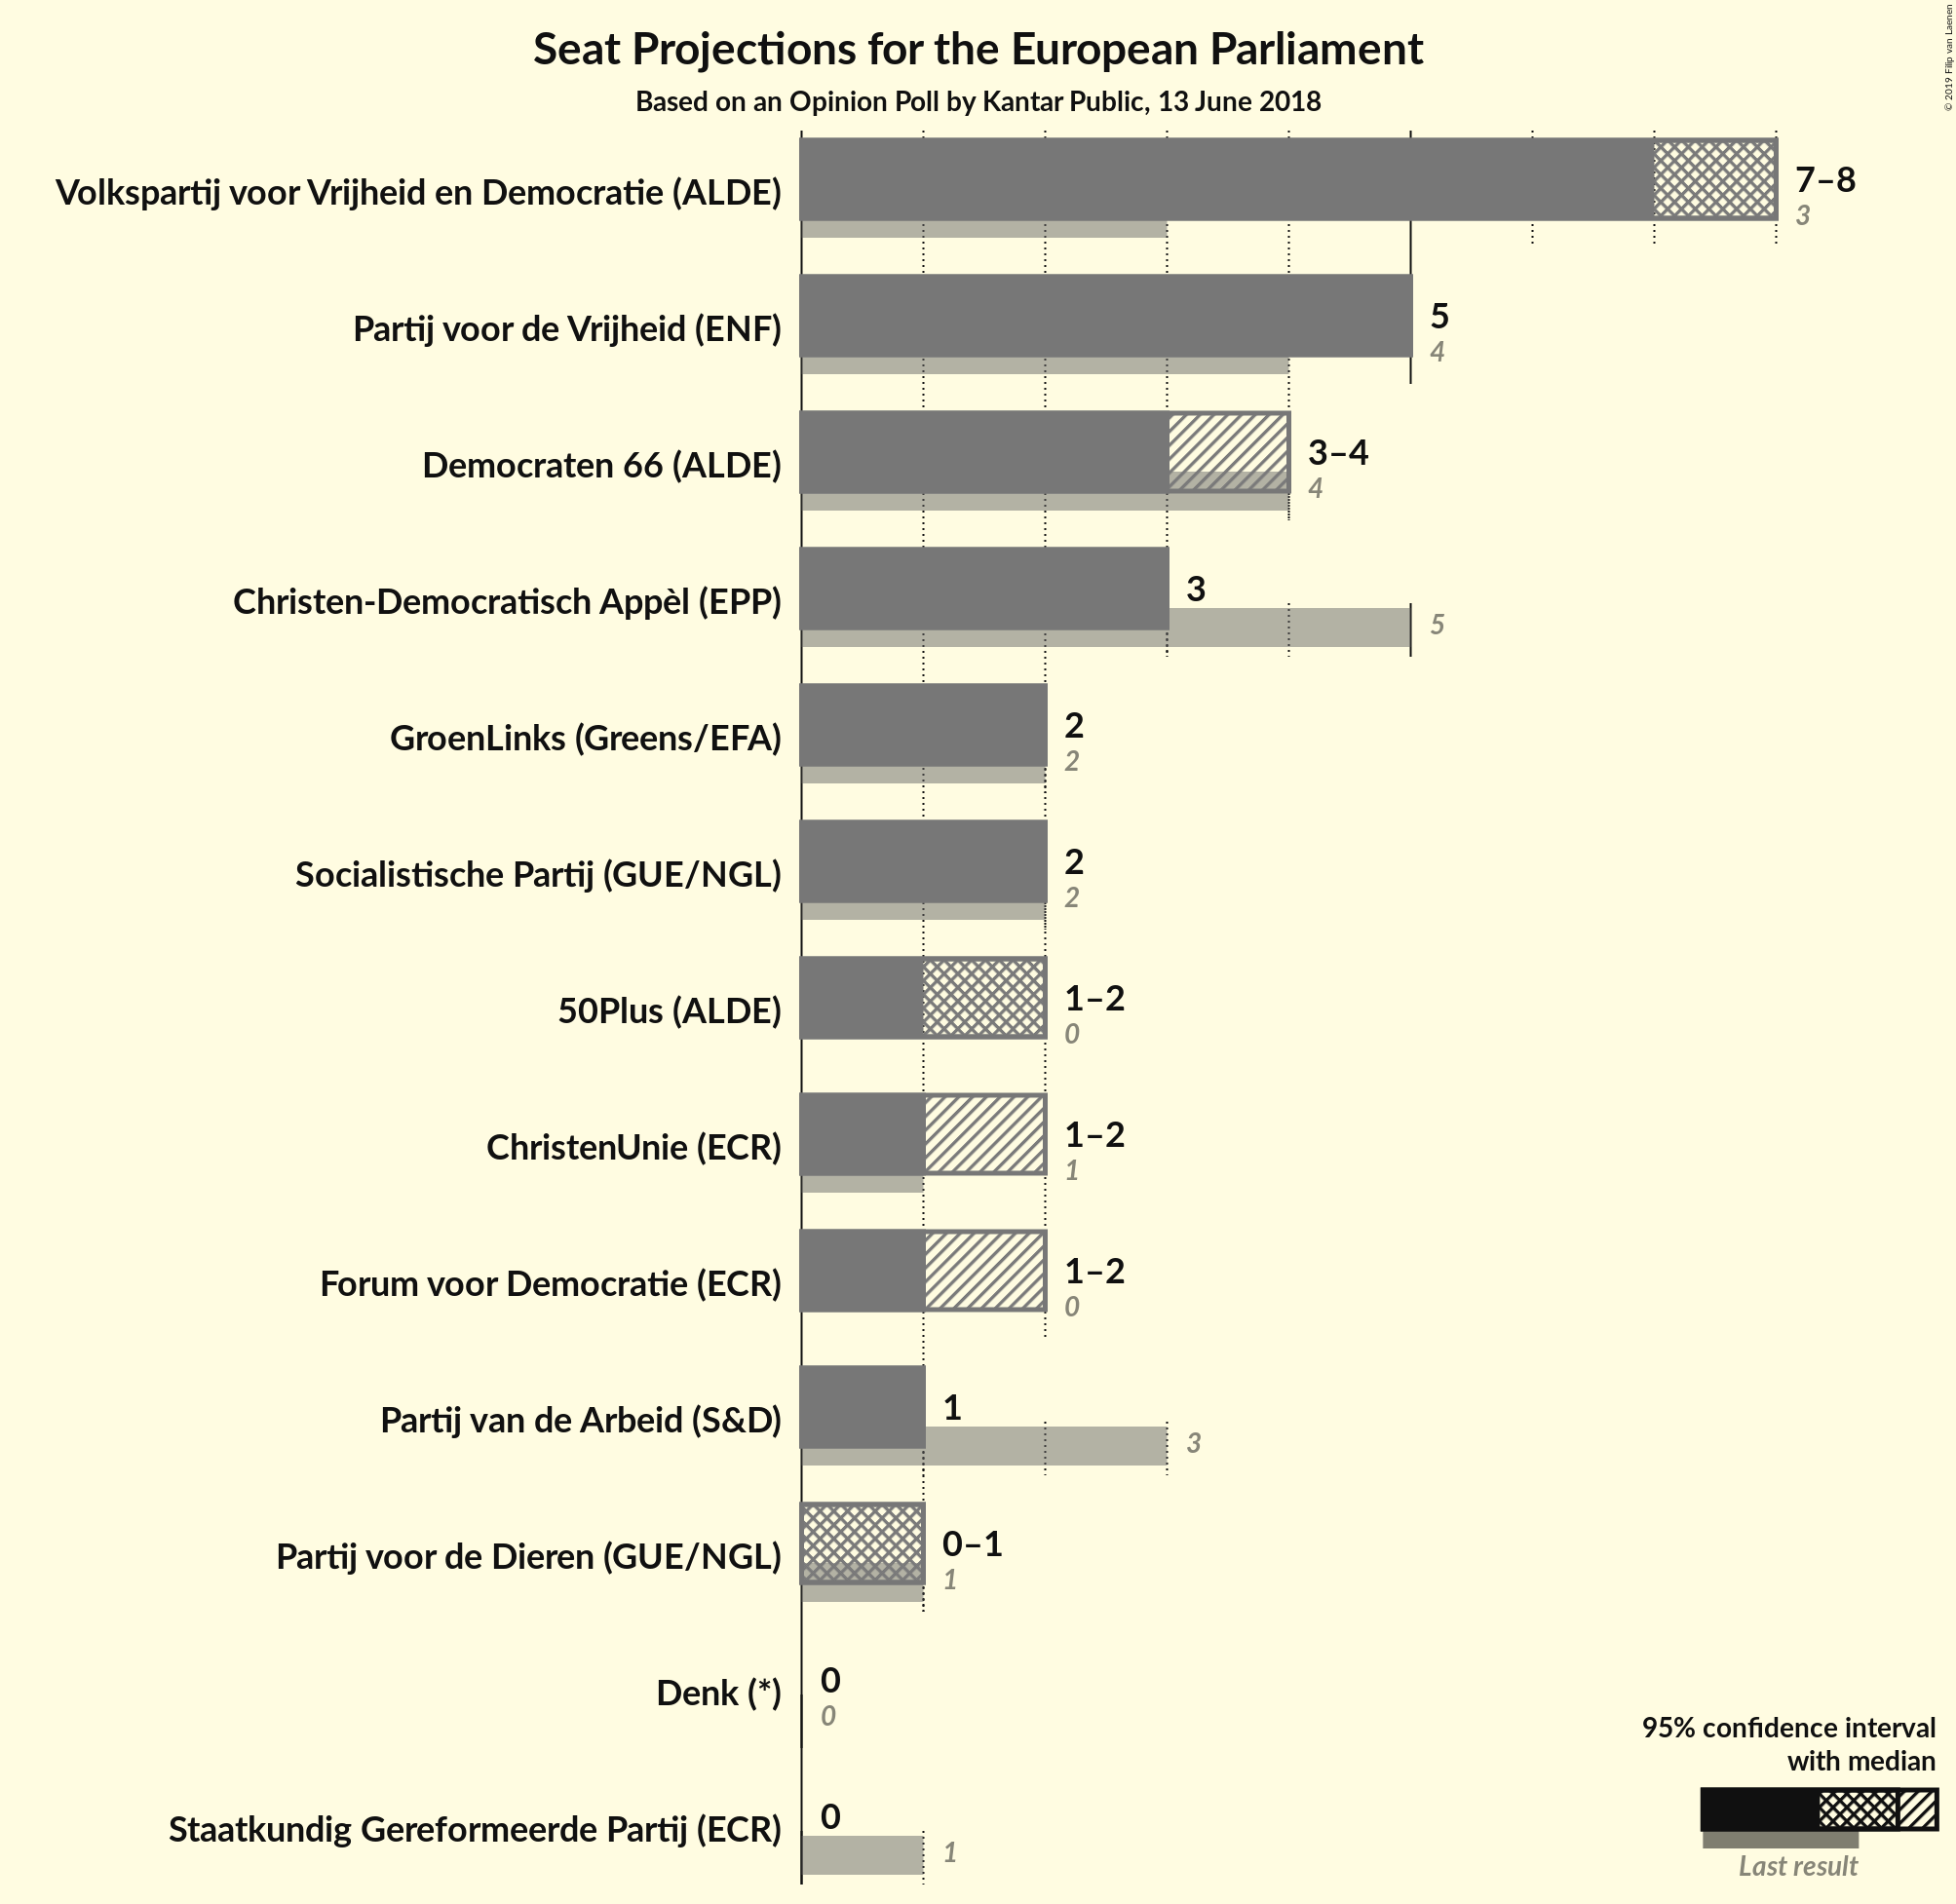 Seat Projections for the European Parliament
Based on an Opinion Poll by Kantar Public, 13 June 2018
© 2019 Filip van Laenen
Volkspartij voor Vrijheid en Democratie (ALDE)
7–8
3
Partij voor de Vrijheid (ENF)
5
4
Democraten 66 (ALDE)
3–4
4
Christen-Democratisch Appèl (EPP)
3
5
GroenLinks (Greens/EFA)
2
2
Socialistische Partij (GUE/NGL)
2
2
50Plus (ALDE)
1–2
0
ChristenUnie (ECR)
1–2
1
Forum voor Democratie (ECR)
1–2
0
Partij van de Arbeid (S&D)
1
3
Partij voor de Dieren (GUE/NGL)
0–1
1
Denk (*)
0
0
Staatkundig Gereformeerde Partij (ECR)
0
1
95% confidence interval
with median
Last result